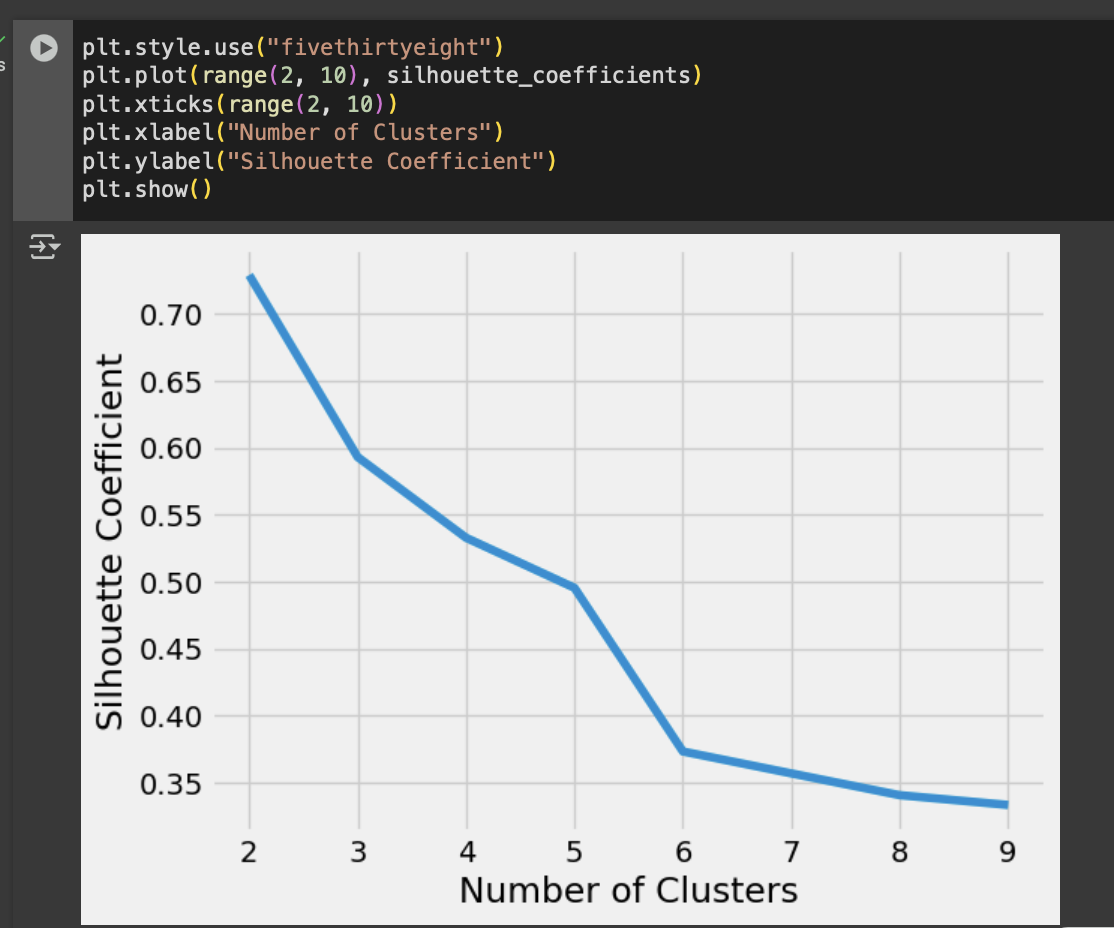 plt.style.use("fivethirtyeight")
plt.plot(range(2, 10), silhouette_coefficients)
plt.xticks(range(2, 10))
plt.xlabel("Number of Clusters")
plt.ylabel("Silhouette Coefficient")
plt.show()
s
Silhouette Coefficient
0.70
0.65
0.60
0.55
0.50
0.45
0.40
0.35
2 3 4 5 6 7 8 9
Number of Clusters